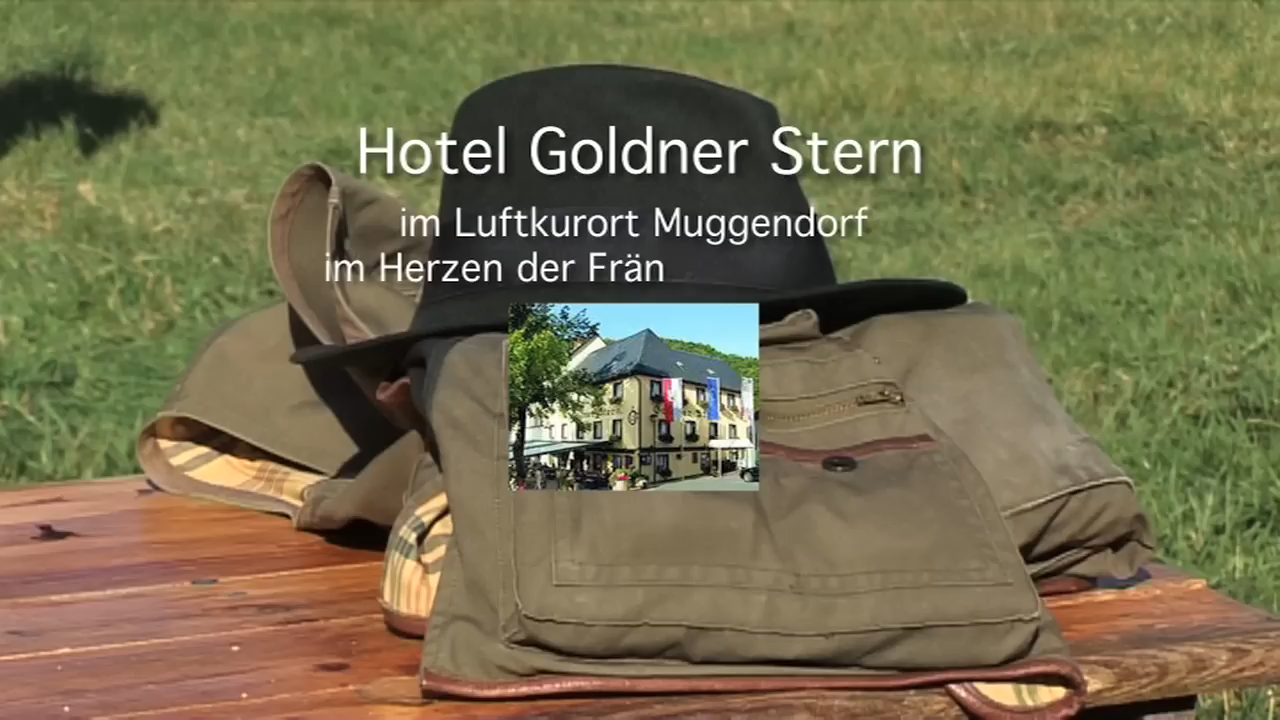 Hotel Goldner Stern
im Luftkurort Muggendorf
im Herzen der Frän